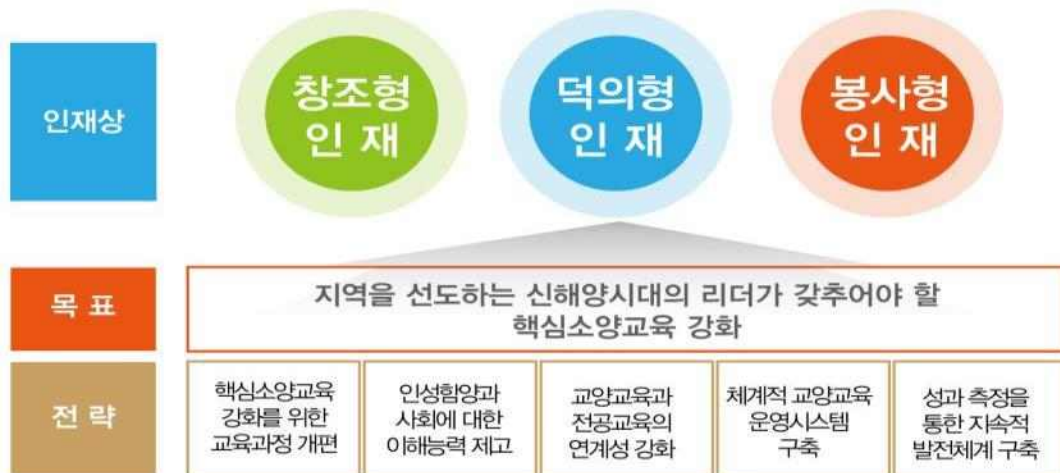 인재상
창조형
인 재
덕의형
인 재
봉사형
인 재
목 표
지역을 선도하는 신해양시대의 리더가 갖추어야 할
핵심소양교육 강화
전 략
핵심소양교육
강화를 위한
교육과정 개편
인성함양과
사회에 대한
이해능력 제고
교양교육과
전공교육의
연계성 강화
체계적 교양교육
운영시스템
구축
성과 측정을
통한 지속적
발전체계 구축